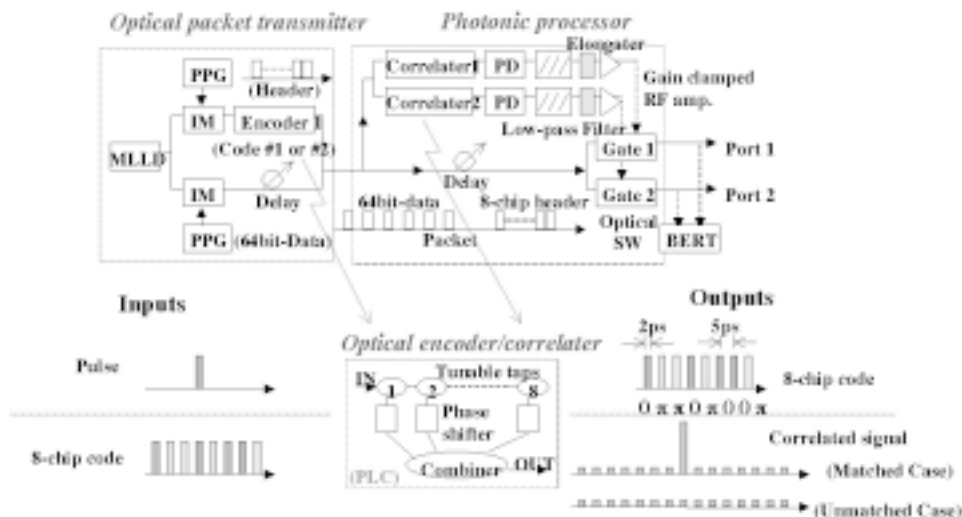 Optical packet transmitter
Photonic processor
PPG
(Header)
IM
Encoder 1
(Code #1 or #2)
MLLD
IM
Delay
PPG
(64bit-Data)
Correlater1
PD
Elongater
Correlater2
PD
Gain clamped
RF amp.
Low-pass Filter
Gate 1
Port 1
Delay
Gate 2
Port 2
64bit-data
8-chip header
Packet
Optical
SW
BERT
Inputs
Outputs
Pulse
8-chip code
Optical encoder/correlater
IN
Tunable taps
1
2
8
Phase
shifter
Combiner
OUT
(PLC)
2ps
5ps
8-chip code
0 π π 0 π 0 0 π
Correlated signal
(Matched Case)
(Unmatched Case)